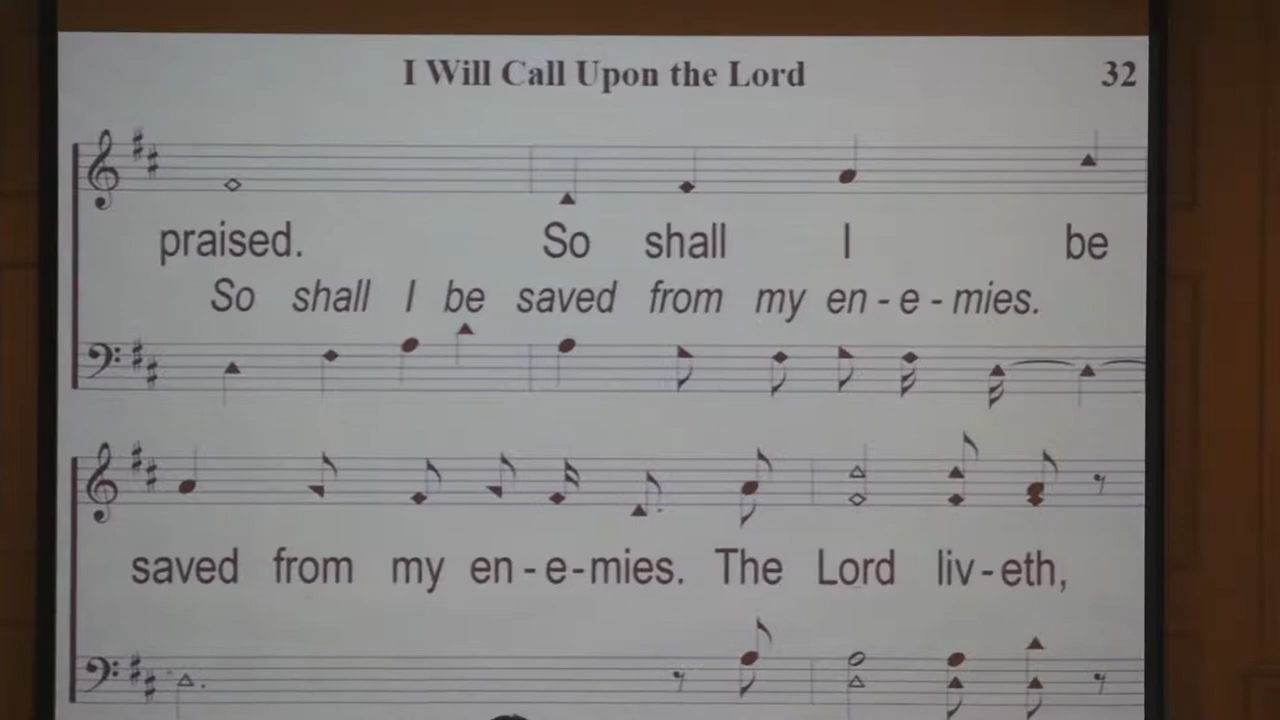 I Will Call Upon the Lord 32
praised. So shall I be
So shall I be saved from my en - e - mies.
saved from my en - e - mies. The Lord liv - eth,